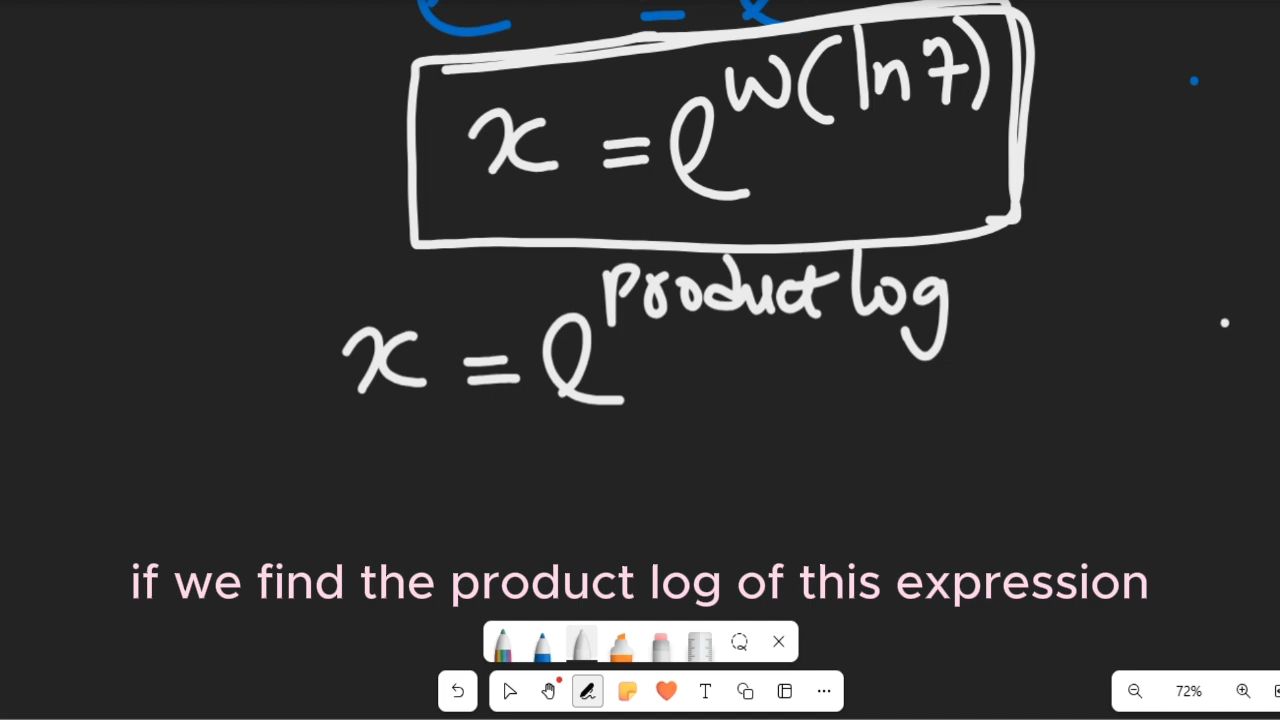 x = e^W(ln 7)
x = e^product log
if we find the product log of this expression
T
72%